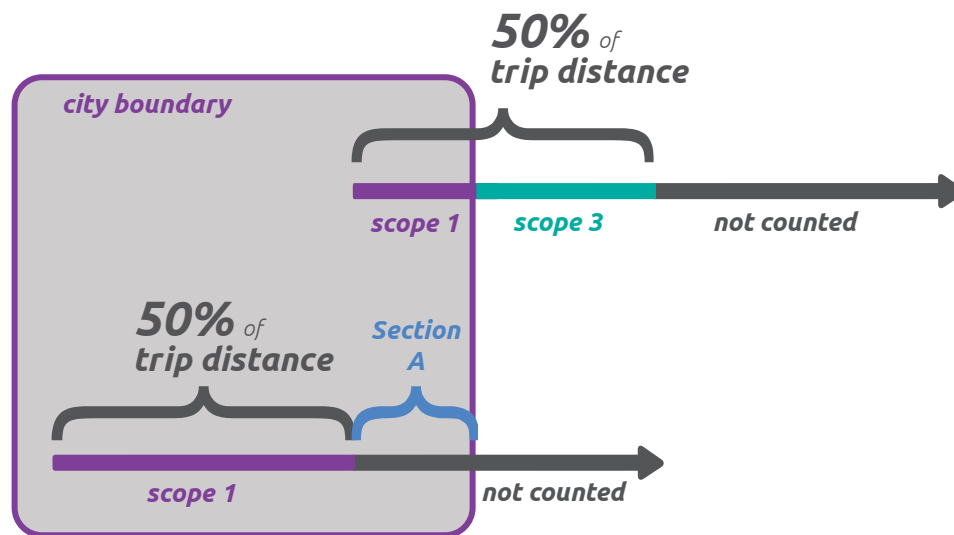 50% of
trip distance
city boundary
scope 1
scope 3
not counted
50% of
trip distance
Section
A
scope 1
not counted